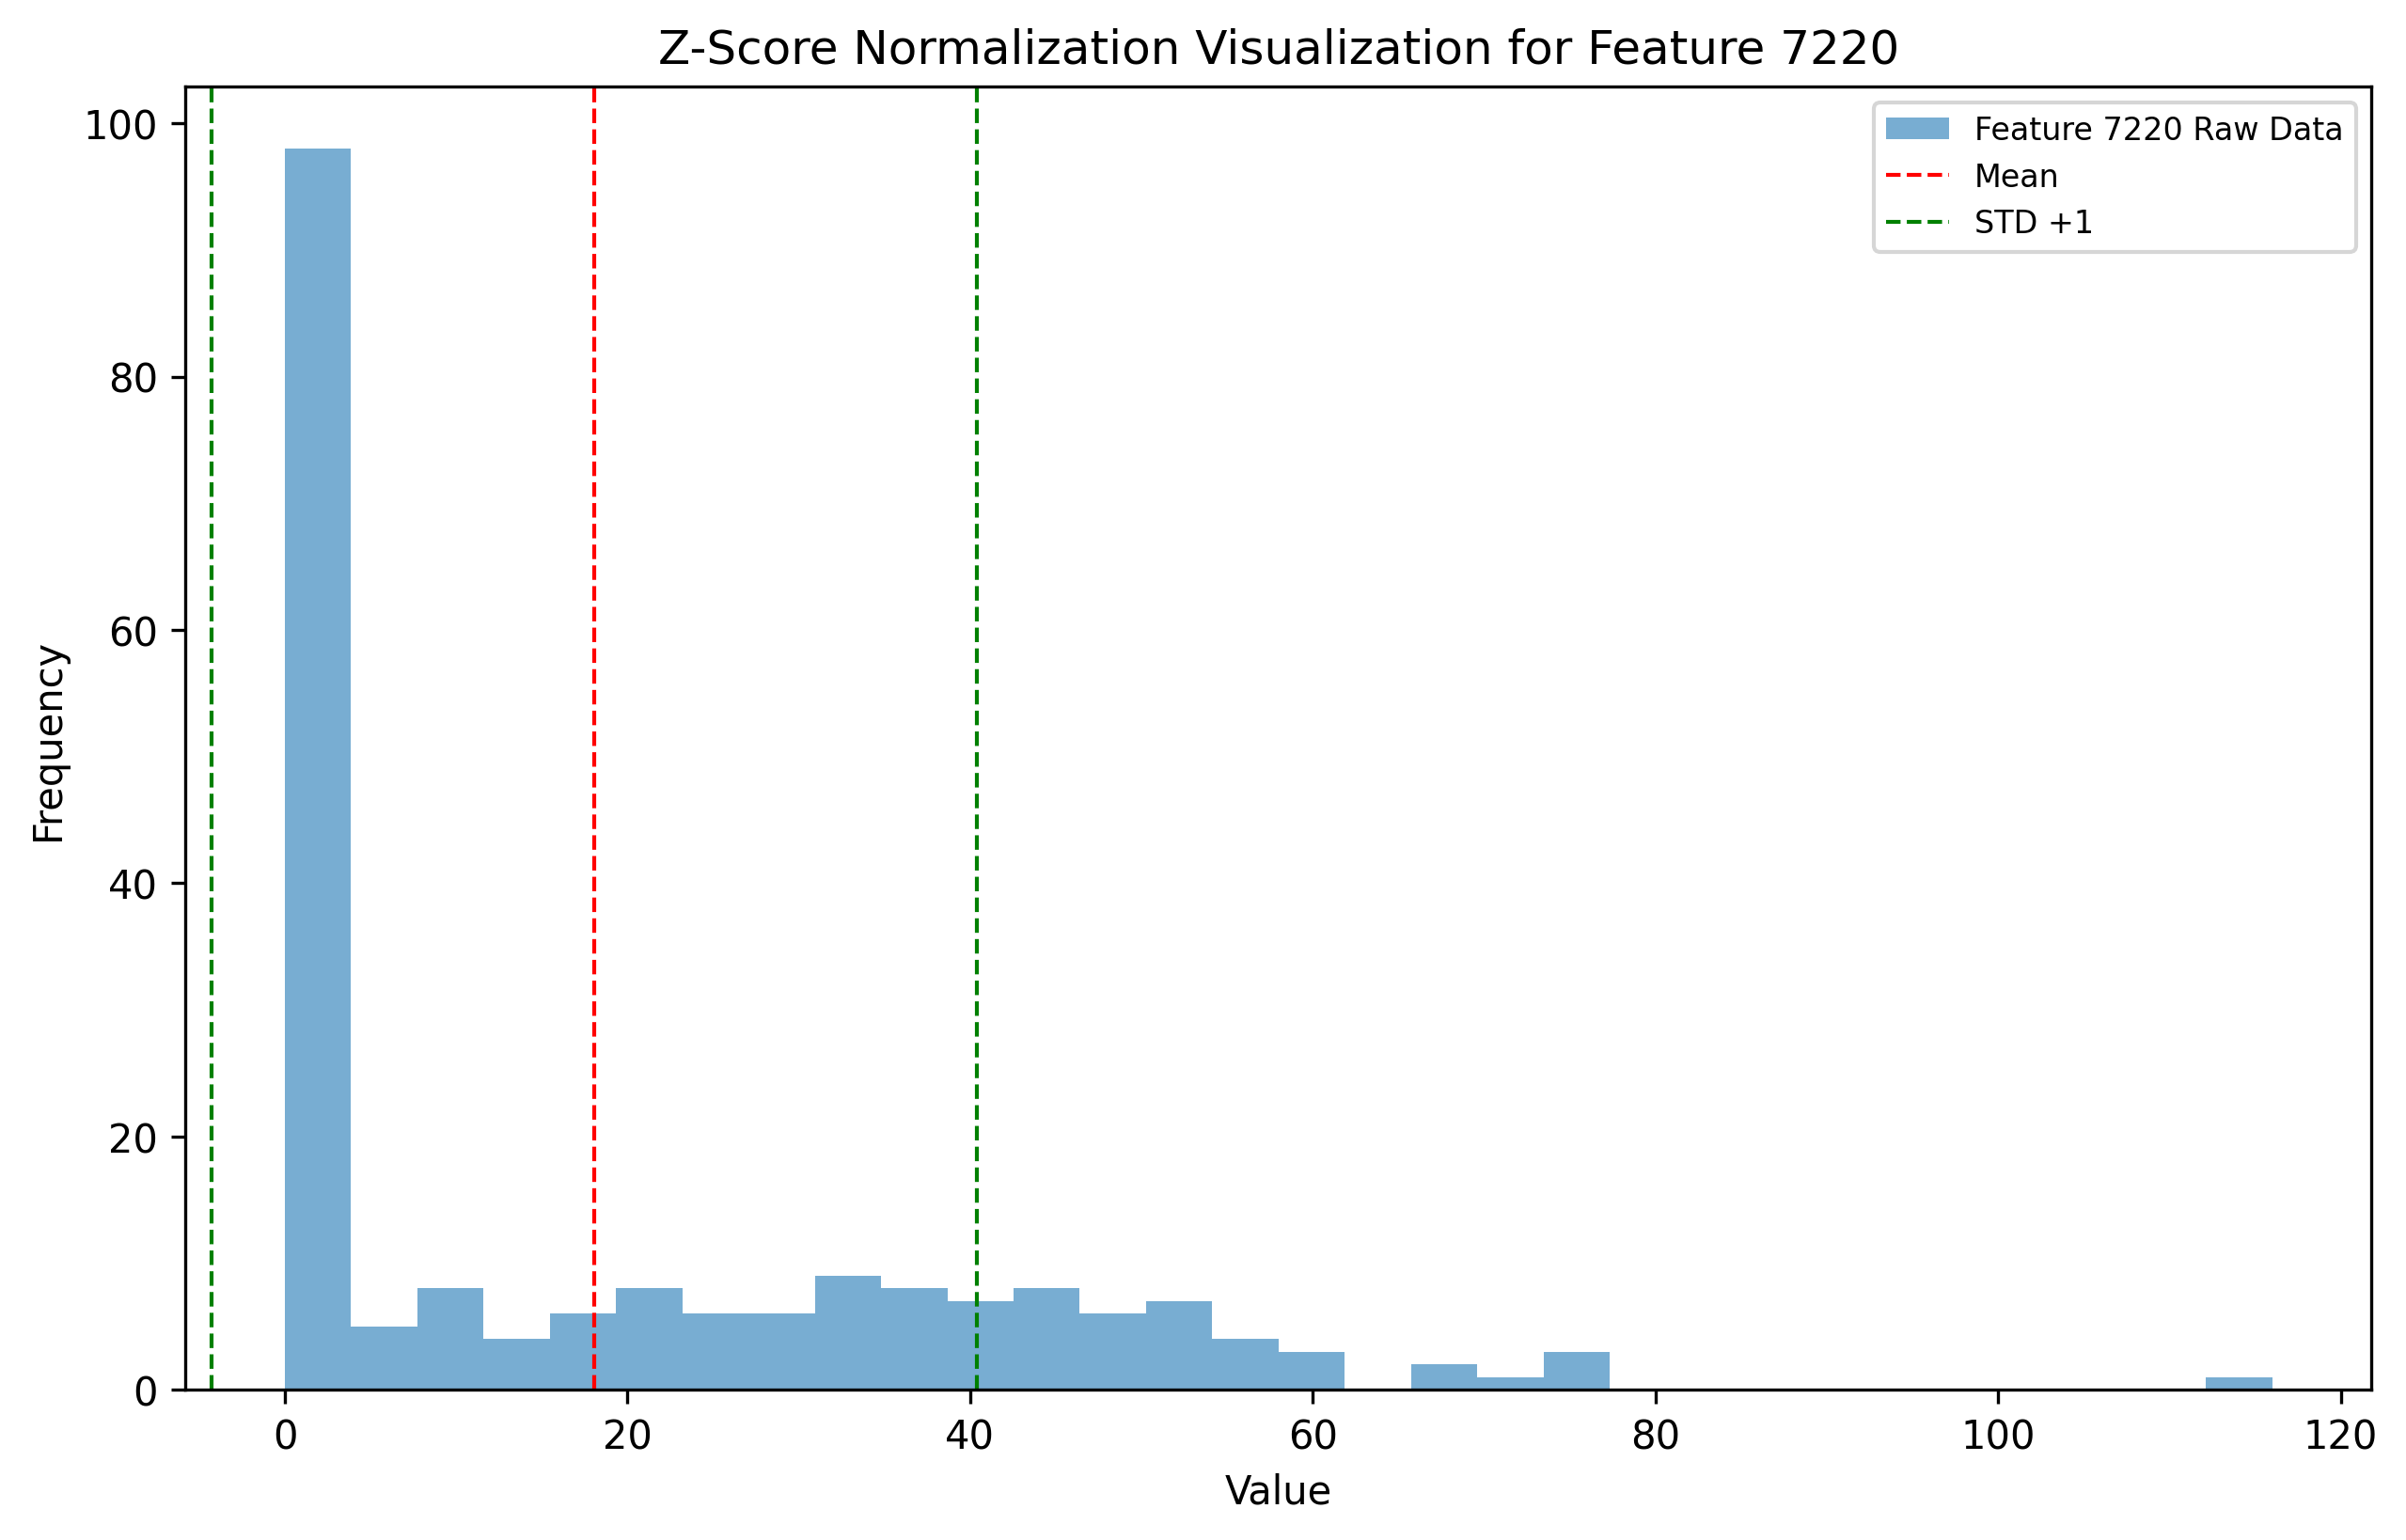 Z-Score Normalization Visualization for Feature 7220
Feature 7220 Raw Data
Mean
STD +1
100
80
60
40
20
0
Frequency
0 20 40 60 80 100 120
Value